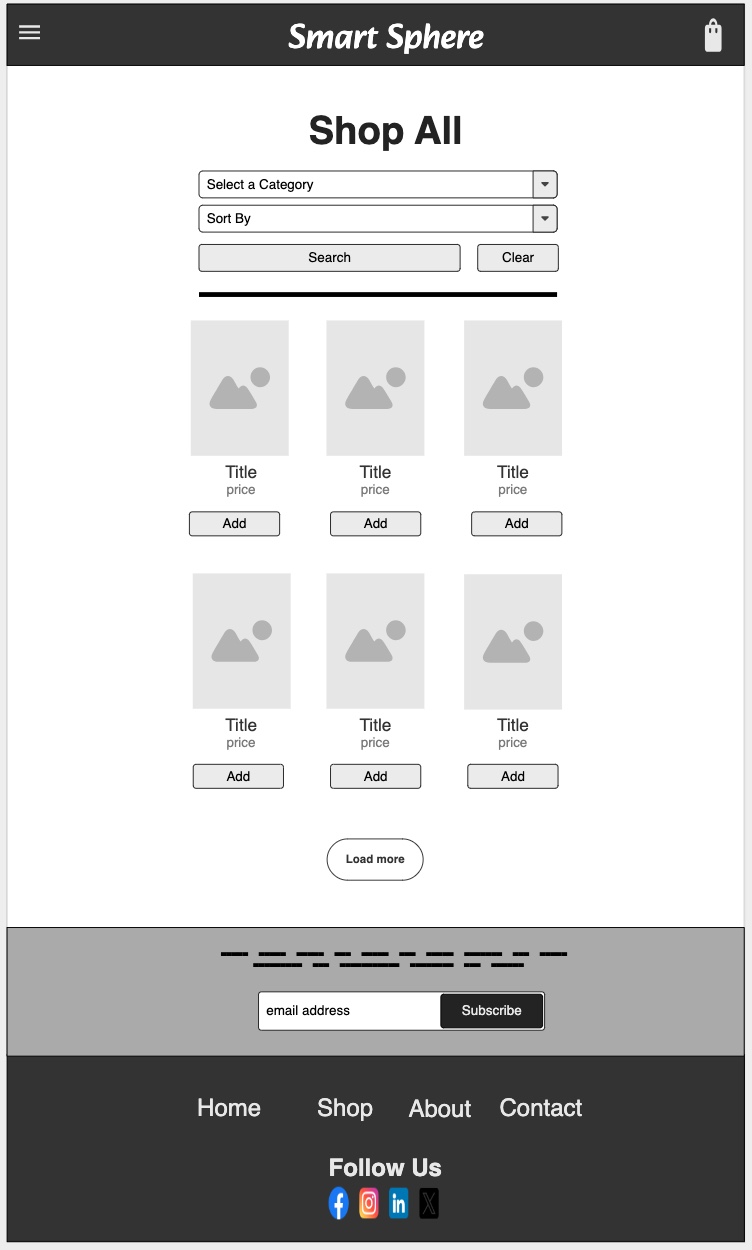 Smart Sphere
Shop All
Select a Category
Sort By
Search Clear
Title Title Title
price price price
Add Add Add
Title Title Title
price price price
Add Add Add
Load more
email address Subscribe
Home Shop About Contact
Follow Us